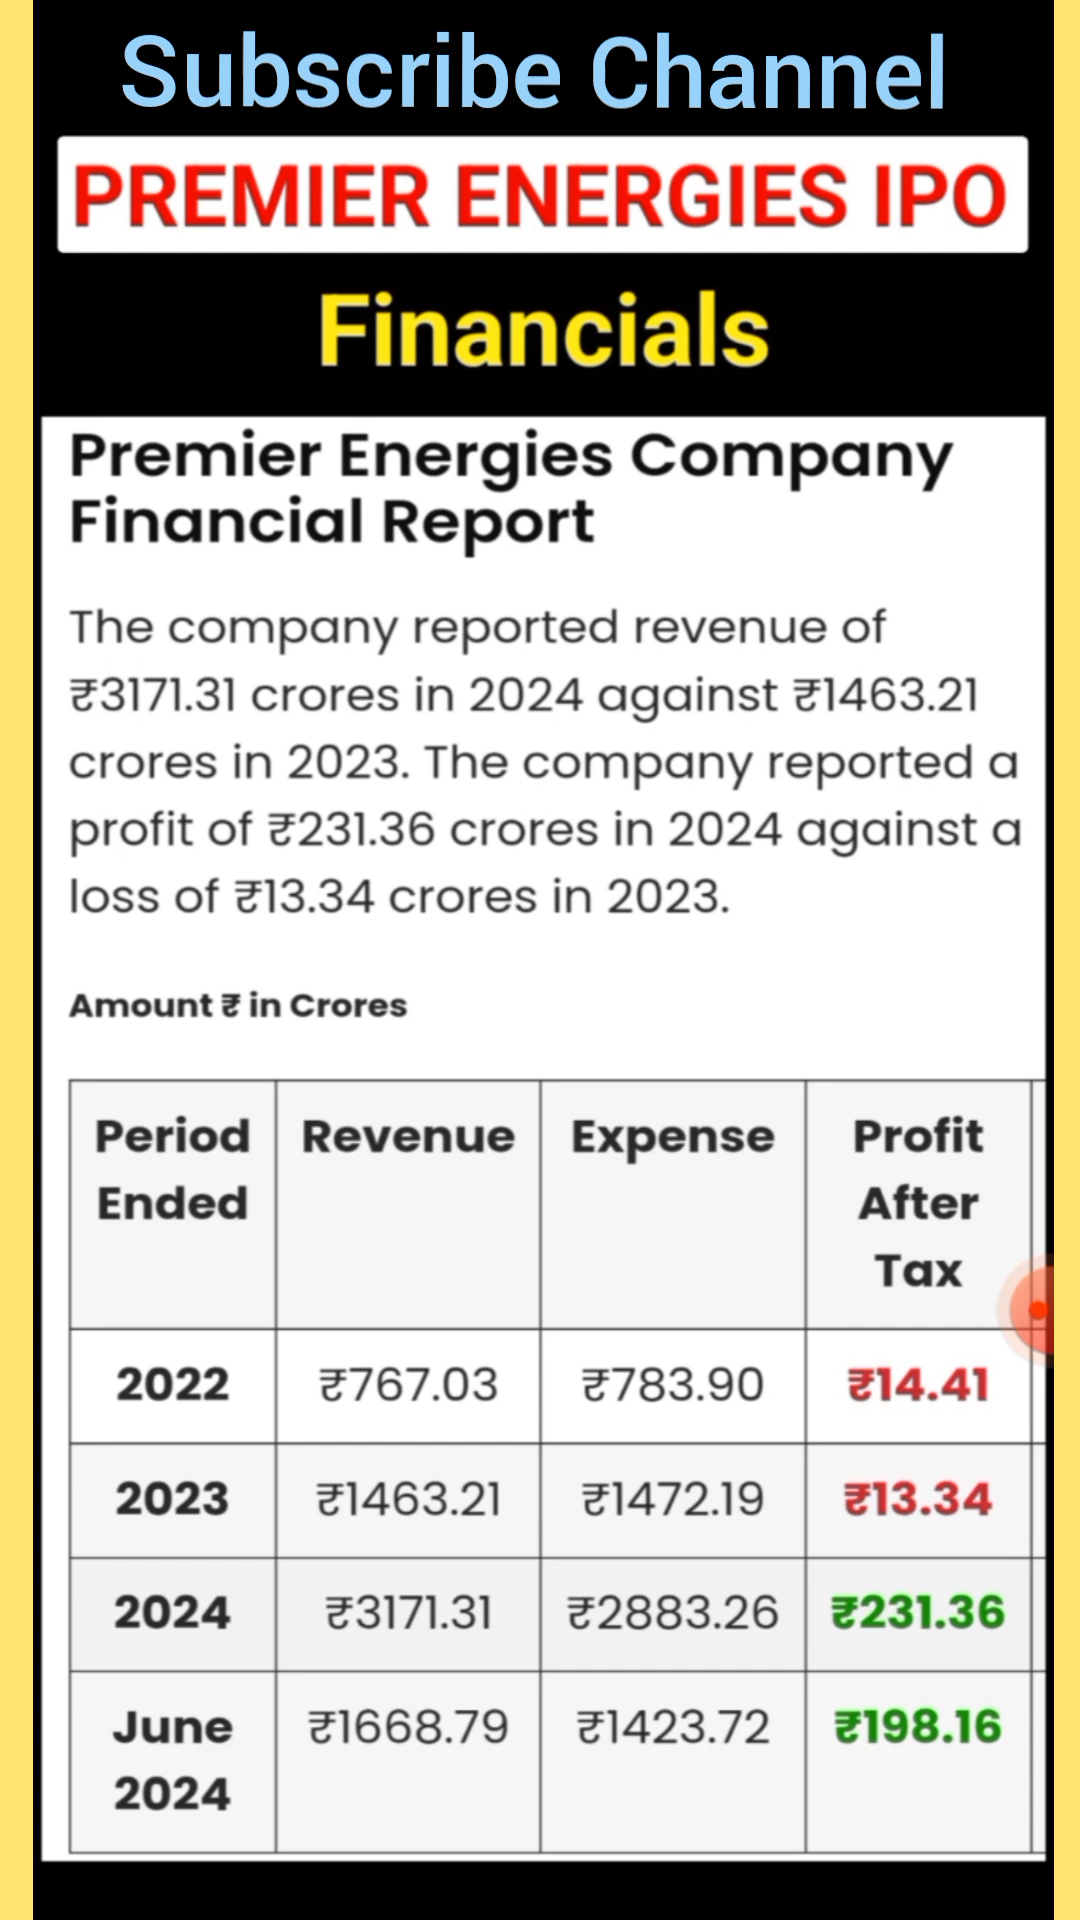 Subscribe Channel
PREMIER ENERGIES IPO
Financials
Premier Energies Company
Financial Report
The company reported revenue of
₹3171.31 crores in 2024 against ₹1463.21
crores in 2023. The company reported a
profit of ₹231.36 crores in 2024 against a
loss of ₹13.34 crores in 2023.
Amount ₹ in Crores
Period Ended Revenue Expense Profit After Tax
2022 ₹767.03 ₹783.90 ₹14.41
2023 ₹1463.21 ₹1472.19 ₹13.34
2024 ₹3171.31 ₹2883.26 ₹231.36
June 2024 ₹1668.79 ₹1423.72 ₹198.16